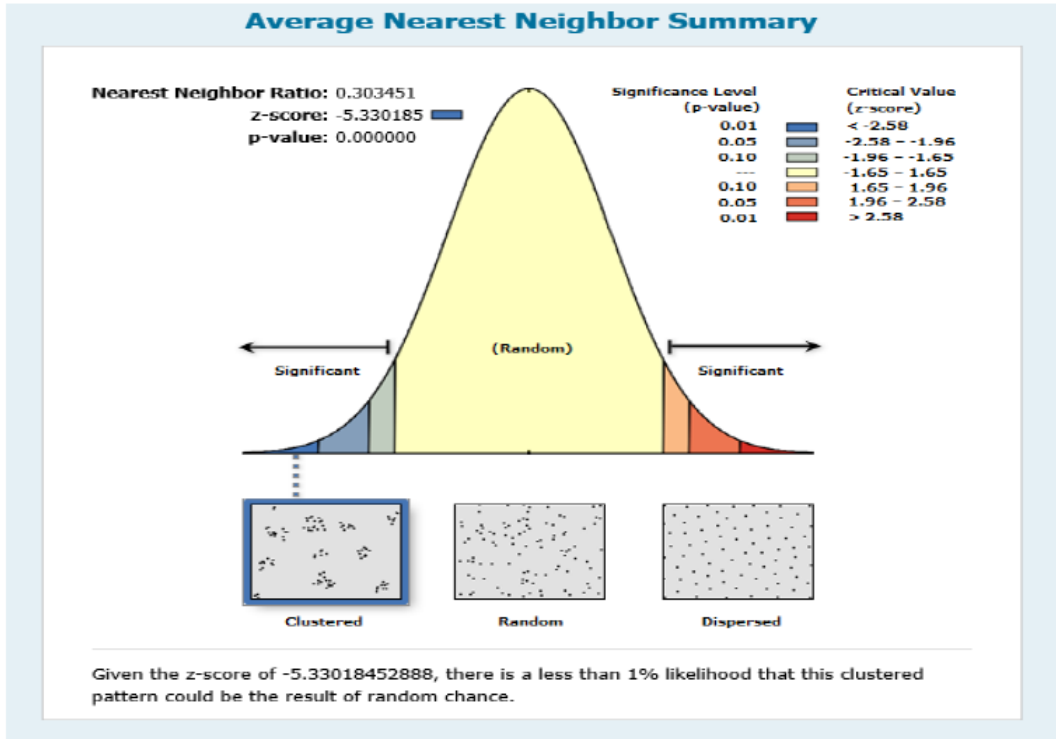 Average Nearest Neighbor Summary
Nearest Neighbor Ratio: 0.303451
z-score: -5.330185
p-value: 0.000000
Significance Level (p-value)
Critical Value (z-score)
0.01 < -2.58
0.05 -2.58 – -1.96
0.10 -1.96 – -1.65
--- -1.65 – 1.65
0.10 1.65 – 1.96
0.05 1.96 – 2.58
0.01 > 2.58
(Random)
Significant
Significant
Clustered
Random
Dispersed
Given the z-score of -5.33018452888, there is a less than 1% likelihood that this clustered
pattern could be the result of random chance.